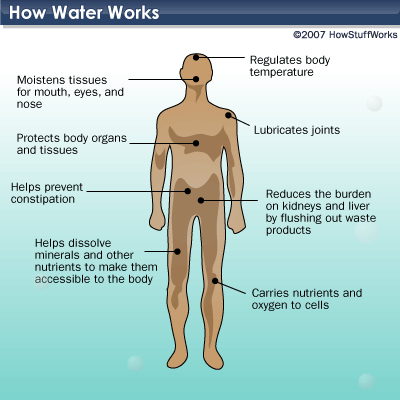 How Water Works
©2007 HowStuffWorks
Regulates body
temperature
Moistens tissues
for mouth, eyes, and
nose
Lubricates joints
Protects body organs
and tissues
Helps prevent
constipation
Reduces the burden
on kidneys and liver
by flushing out waste
products
Helps dissolve
minerals and other
nutrients to make them
accessible to the body
Carries nutrients and
oxygen to cells
HowStuffWorks